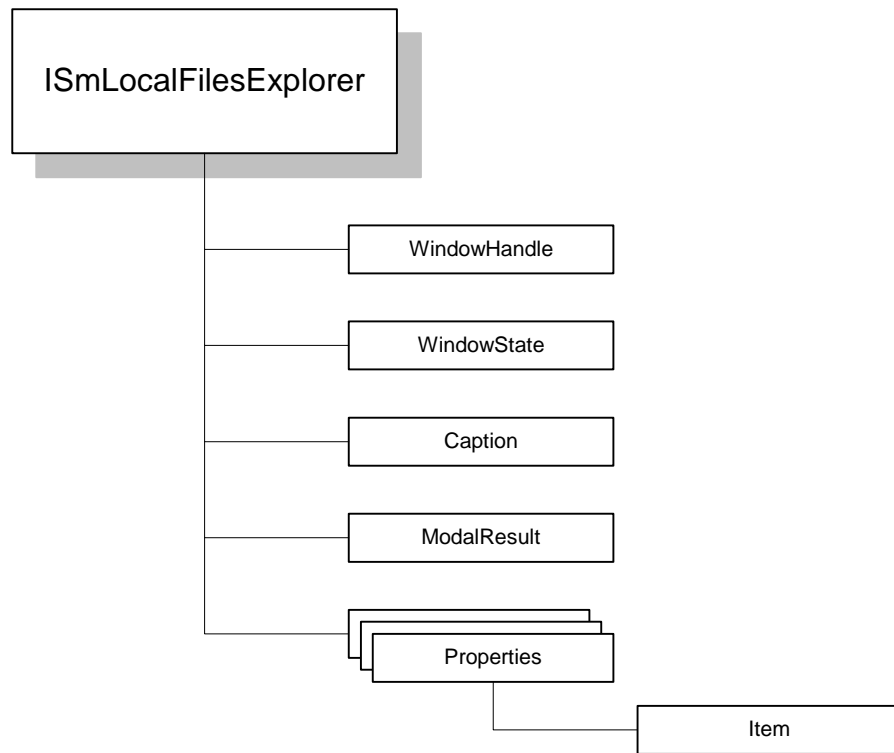 ISmLocalFilesExplorer
WindowHandle
WindowState
Caption
ModalResult
Properties
Item